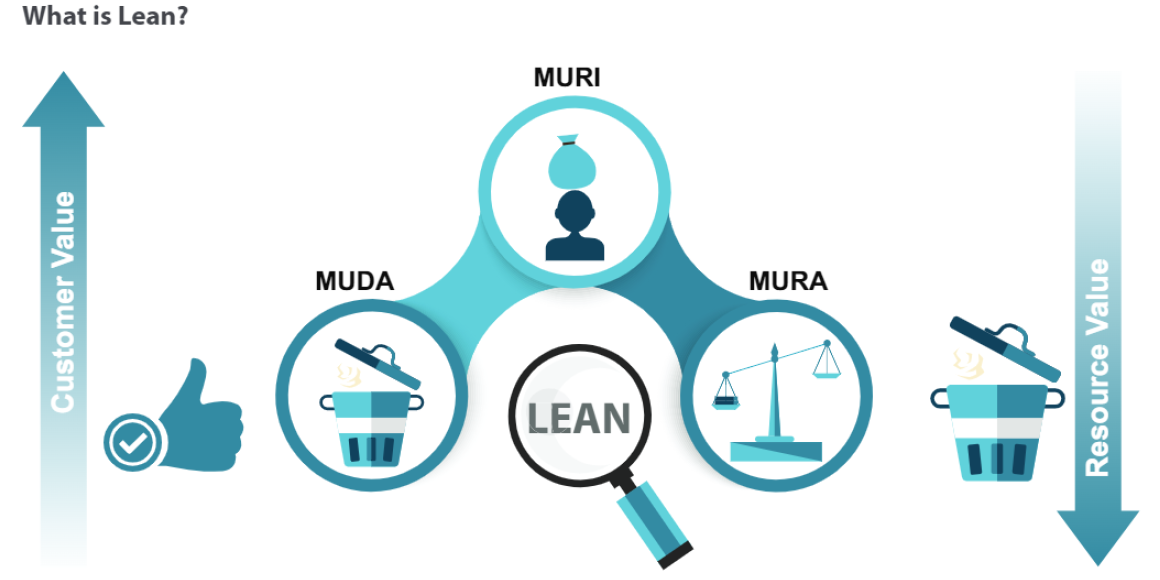 What is Lean?
MURI
MUDA
MURA
Customer Value
LEAN
Resource Value